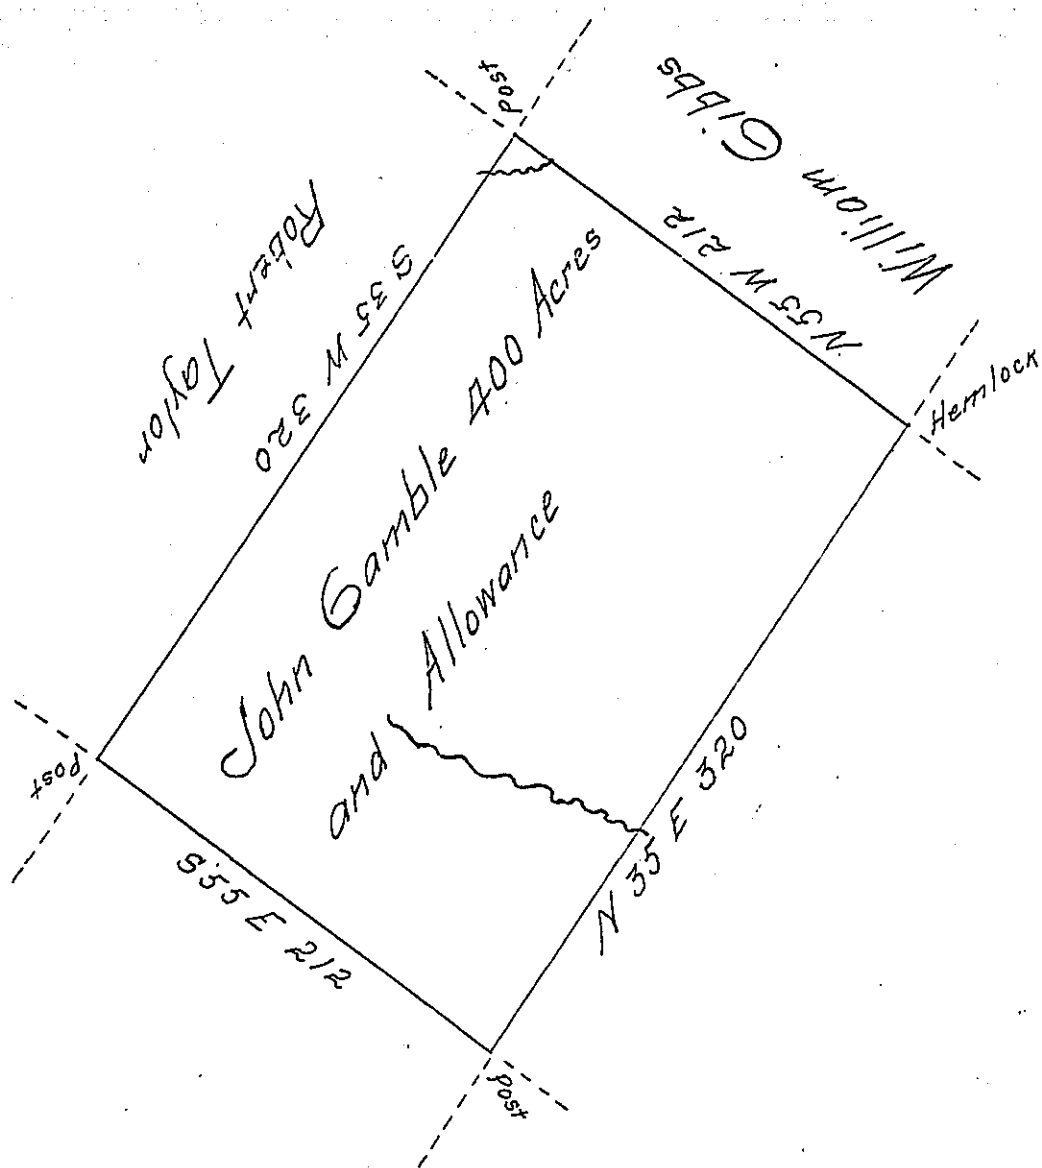 Post
William Gibbs
Robert Taylor
S 35 W 320
N 55 W 212
John Gamble 400 Acres
and Allowance
Hemlock
Post
S 55 E 212
N 35 E 320
Post